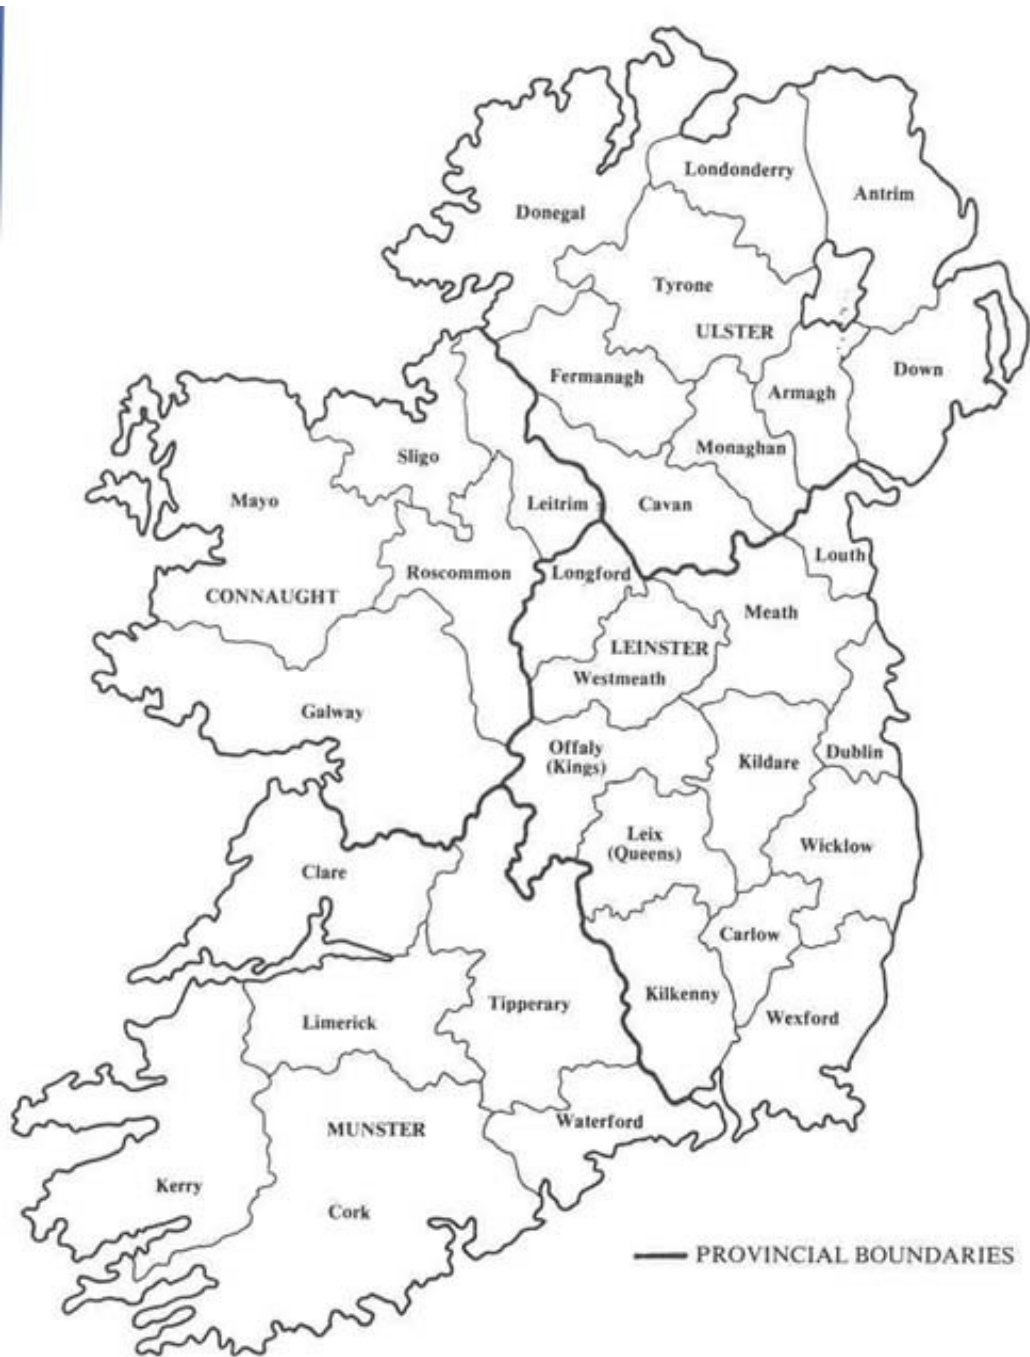 Londonderry
Antrim
Donegal
Tyrone
ULSTER
Down
Fermanagh
Armagh
Monaghan
Sligo
Mayo
Leitrim
Cavan
Louth
Roscommon
Longford
CONNAUGHT
Meath
LEINSTER
Westmeath
Galway
Offaly
(Kings)
Kildare
Dublin
Leix
(Queens)
Wicklow
Clare
Carlow
Kilkenny
Tipperary
Wexford
Limerick
Waterford
MUNSTER
Kerry
Cork
PROVINCIAL BOUNDARIES